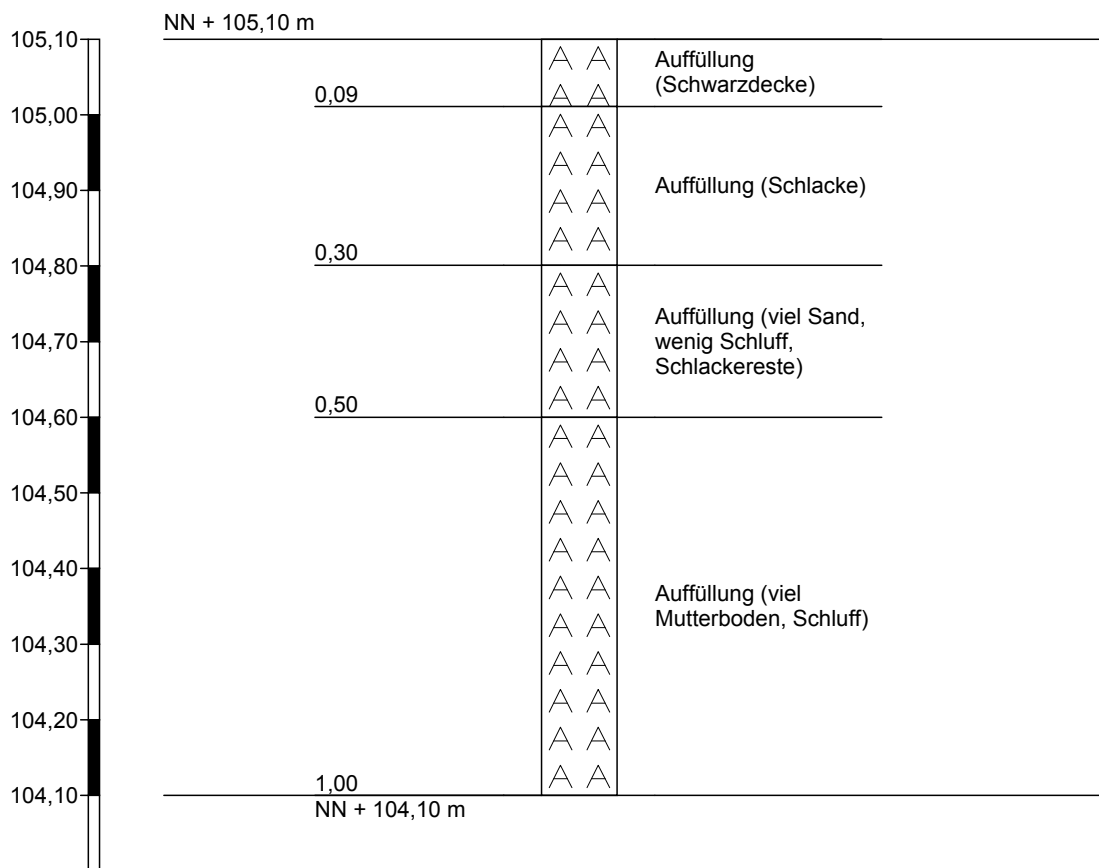 NN + 105,10 m
105,10
Auffüllung
(Schwarzdecke)
0,09
105,00
104,90
Auffüllung (Schlacke)
0,30
104,80
Auffüllung (viel Sand,
wenig Schluff,
Schlackereste)
104,70
0,50
104,60
104,50
104,40
Auffüllung (viel
Mutterboden, Schluff)
104,30
104,20
1,00
104,10
NN + 104,10 m